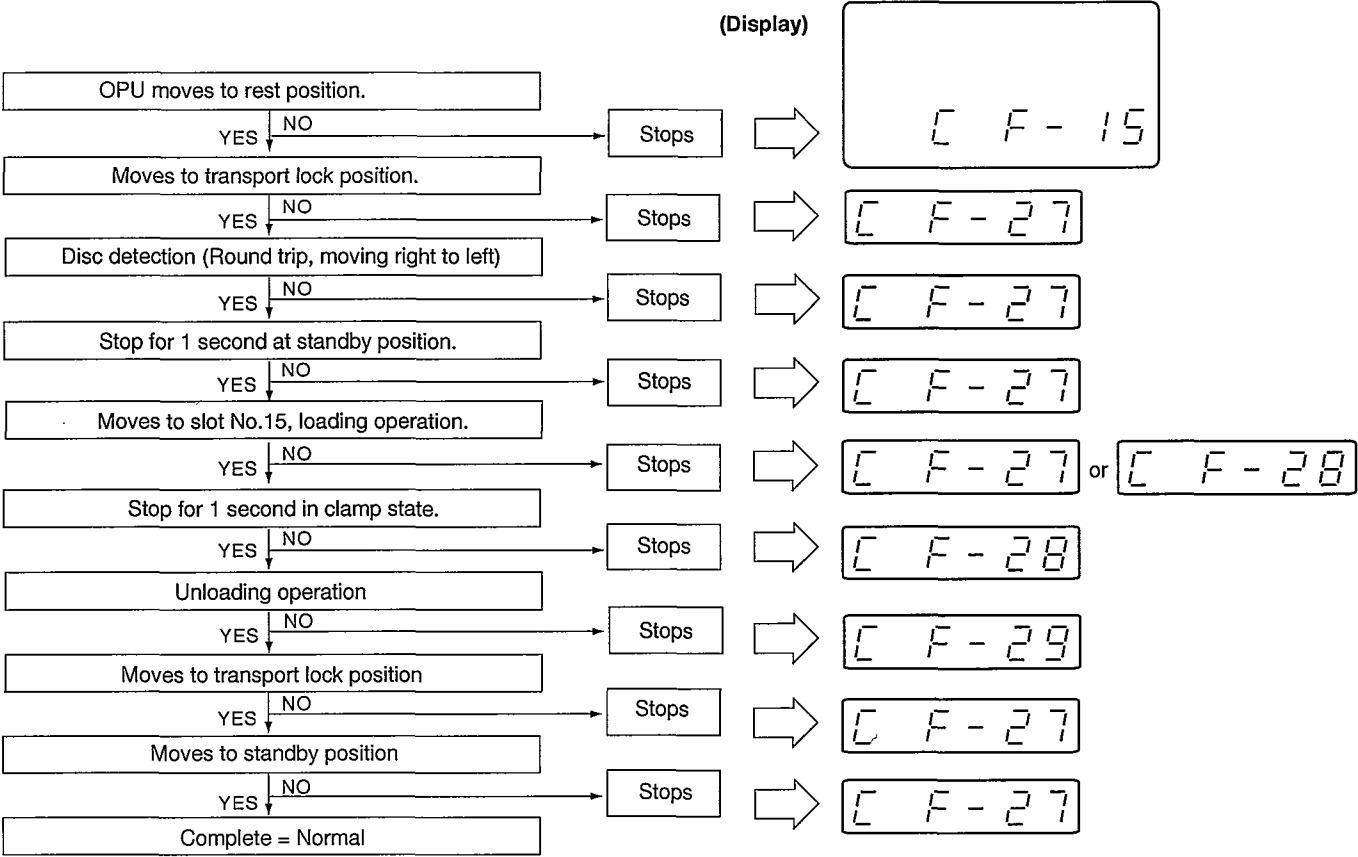 (Display)
OPU moves to rest position.
NO
YES
Stops
C F - 15
Moves to transport lock position.
NO
YES
Stops
C F - 27
Disc detection (Round trip, moving right to left)
NO
YES
Stops
C F - 27
Stop for 1 second at standby position.
NO
YES
Stops
C F - 27
Moves to slot No.15, loading operation.
NO
YES
Stops
C F - 27 or C F - 28
Stop for 1 second in clamp state.
NO
YES
Stops
C F - 28
Unloading operation
NO
YES
Stops
C F - 29
Moves to transport lock position
NO
YES
Stops
C F - 27
Moves to standby position
NO
YES
Stops
C F - 27
Complete = Normal